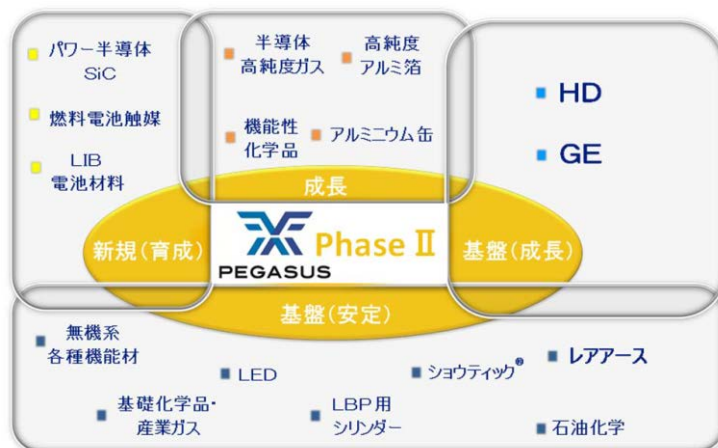 パワー半導体
SiC
燃料電池触媒
LIB
電池材料
半導体
高純度ガス
高純度
アルミ箔
機能性
化学品
アルミニウム缶
HD
GE
成長
新規(育成)
PEGASUS
Phase Ⅱ
基盤(成長)
基盤(安定)
無機系
各種機能材
LED
ショウティック®
レアアース
基礎化学品・
産業ガス
LBP用
シリンダー
石油化学